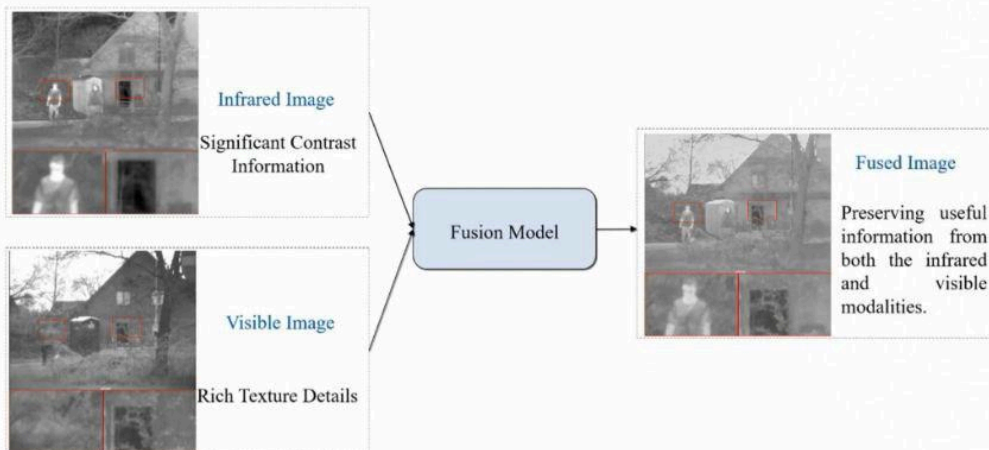 Infrared Image
Significant Contrast
Information
Visible Image
Rich Texture Details
Fusion Model
Fused Image
Preserving useful
information from
both the infrared
and visible
modalities.